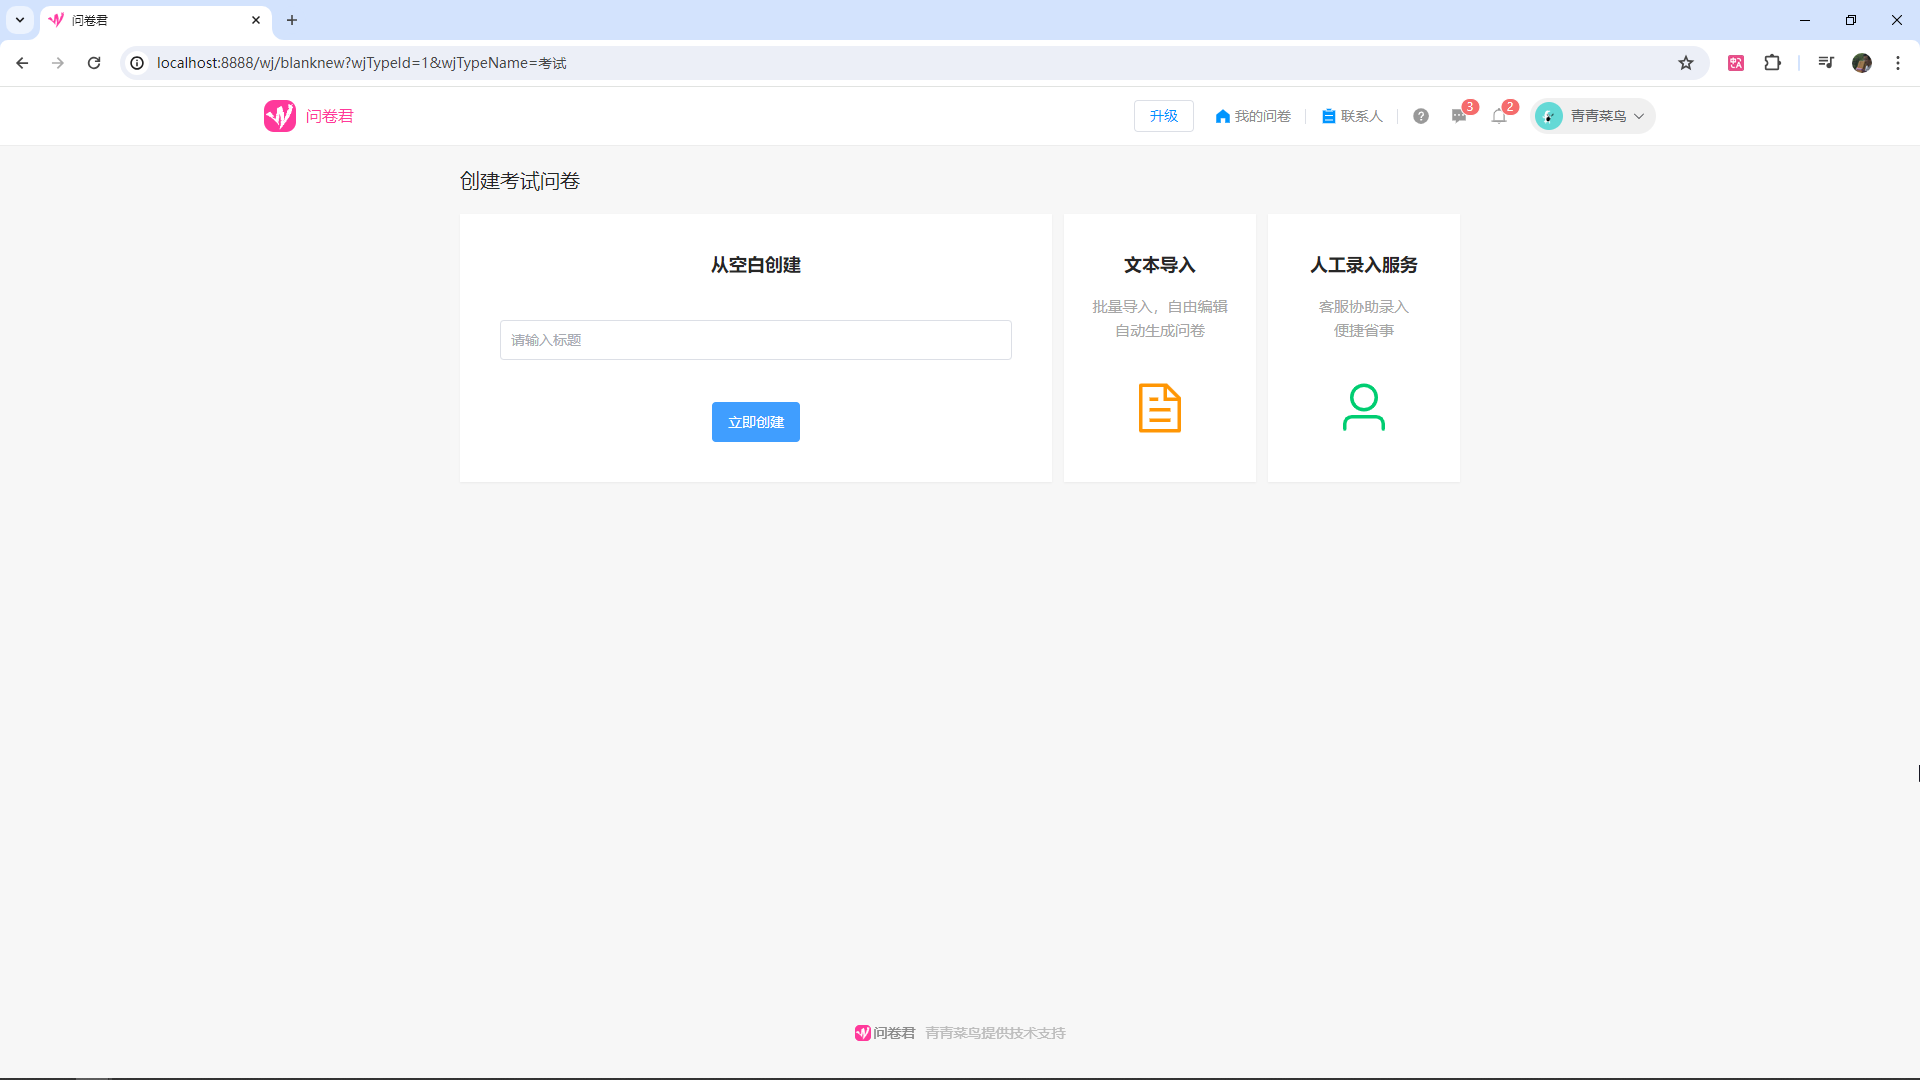 问卷君
localhost:8888/wj/blanknew?wjTypeId=1&wjTypeName=考试
问卷君
升级
我的问卷
联系人
3
2
青青菜鸟
创建考试问卷
从空白创建
请输入标题
立即创建
文本导入
批量导入，自由编辑
自动生成问卷
人工录入服务
客服协助录入
便捷省事
问卷君 青青菜鸟提供技术支持